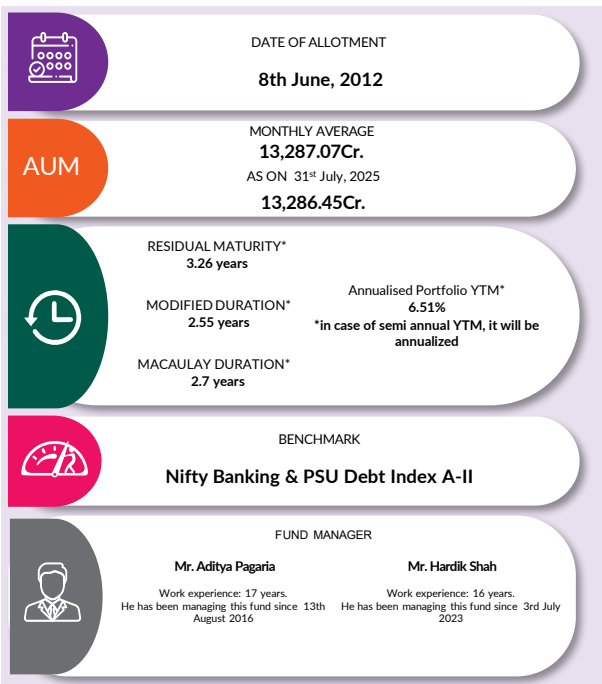 DATE OF ALLOTMENT
8th June, 2012
AUM
MONTHLY AVERAGE
13,287.07Cr.
AS ON 31st July, 2025
13,286.45Cr.
RESIDUAL MATURITY*
3.26 years
MODIFIED DURATION*
2.55 years
MACAULAY DURATION*
2.7 years
Annualised Portfolio YTM*
6.51%
*in case of semi annual YTM, it will be
annualized
BENCHMARK
Nifty Banking & PSU Debt Index A-II
FUND MANAGER
Mr. Aditya Pagaria
Work experience: 17 years.
He has been managing this fund since 13th
August 2016
Mr. Hardik Shah
Work experience: 16 years.
He has been managing this fund since 3rd July
2023